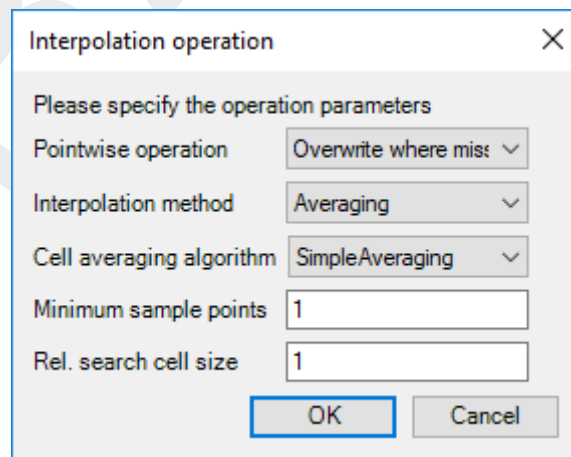 Interpolation operation
Please specify the operation parameters
Pointwise operation Overwrite where miss
Interpolation method Averaging
Cell averaging algorithm SimpleAveraging
Minimum sample points 1
Rel. search cell size 1
OK Cancel